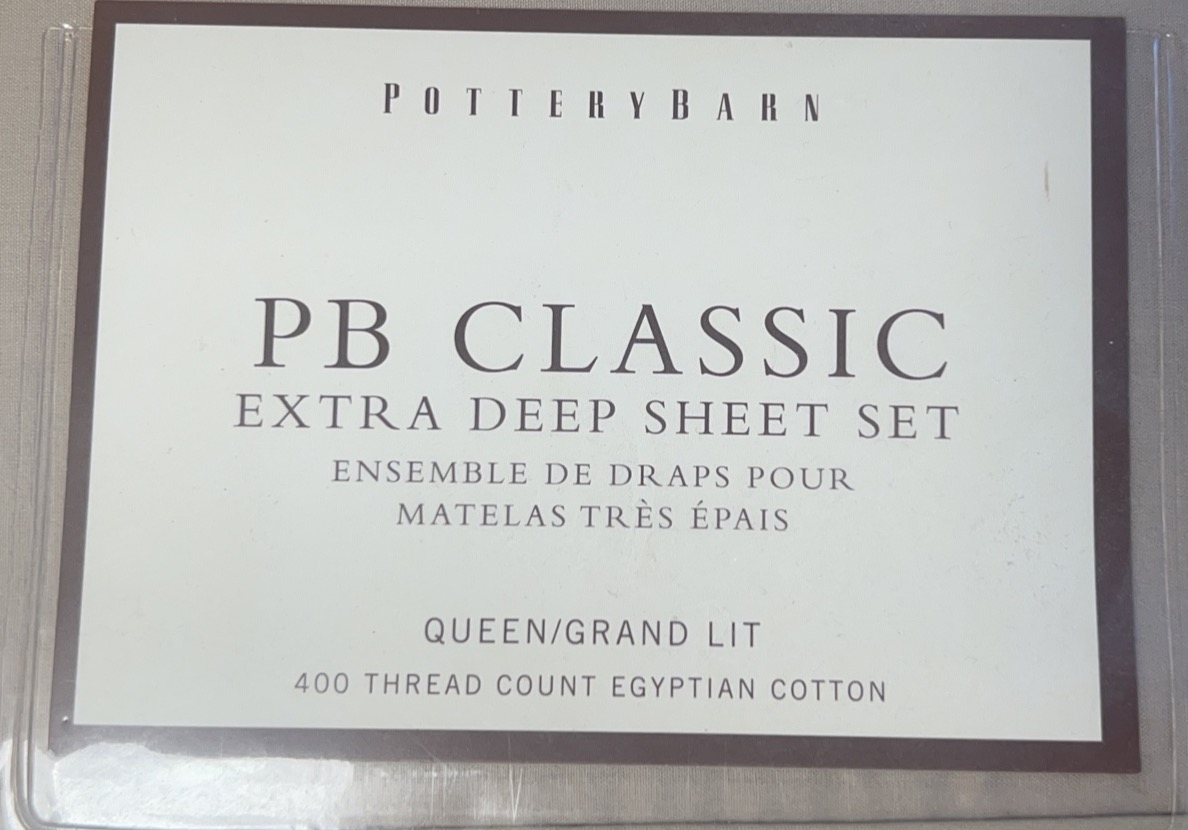 POTTERYBARN
PB CLASSIC
EXTRA DEEP SHEET SET
ENSEMBLE DE DRAPS POUR
MATELAS TRÈS ÉPAIS
QUEEN/GRAND LIT
400 THREAD COUNT EGYPTIAN COTTON